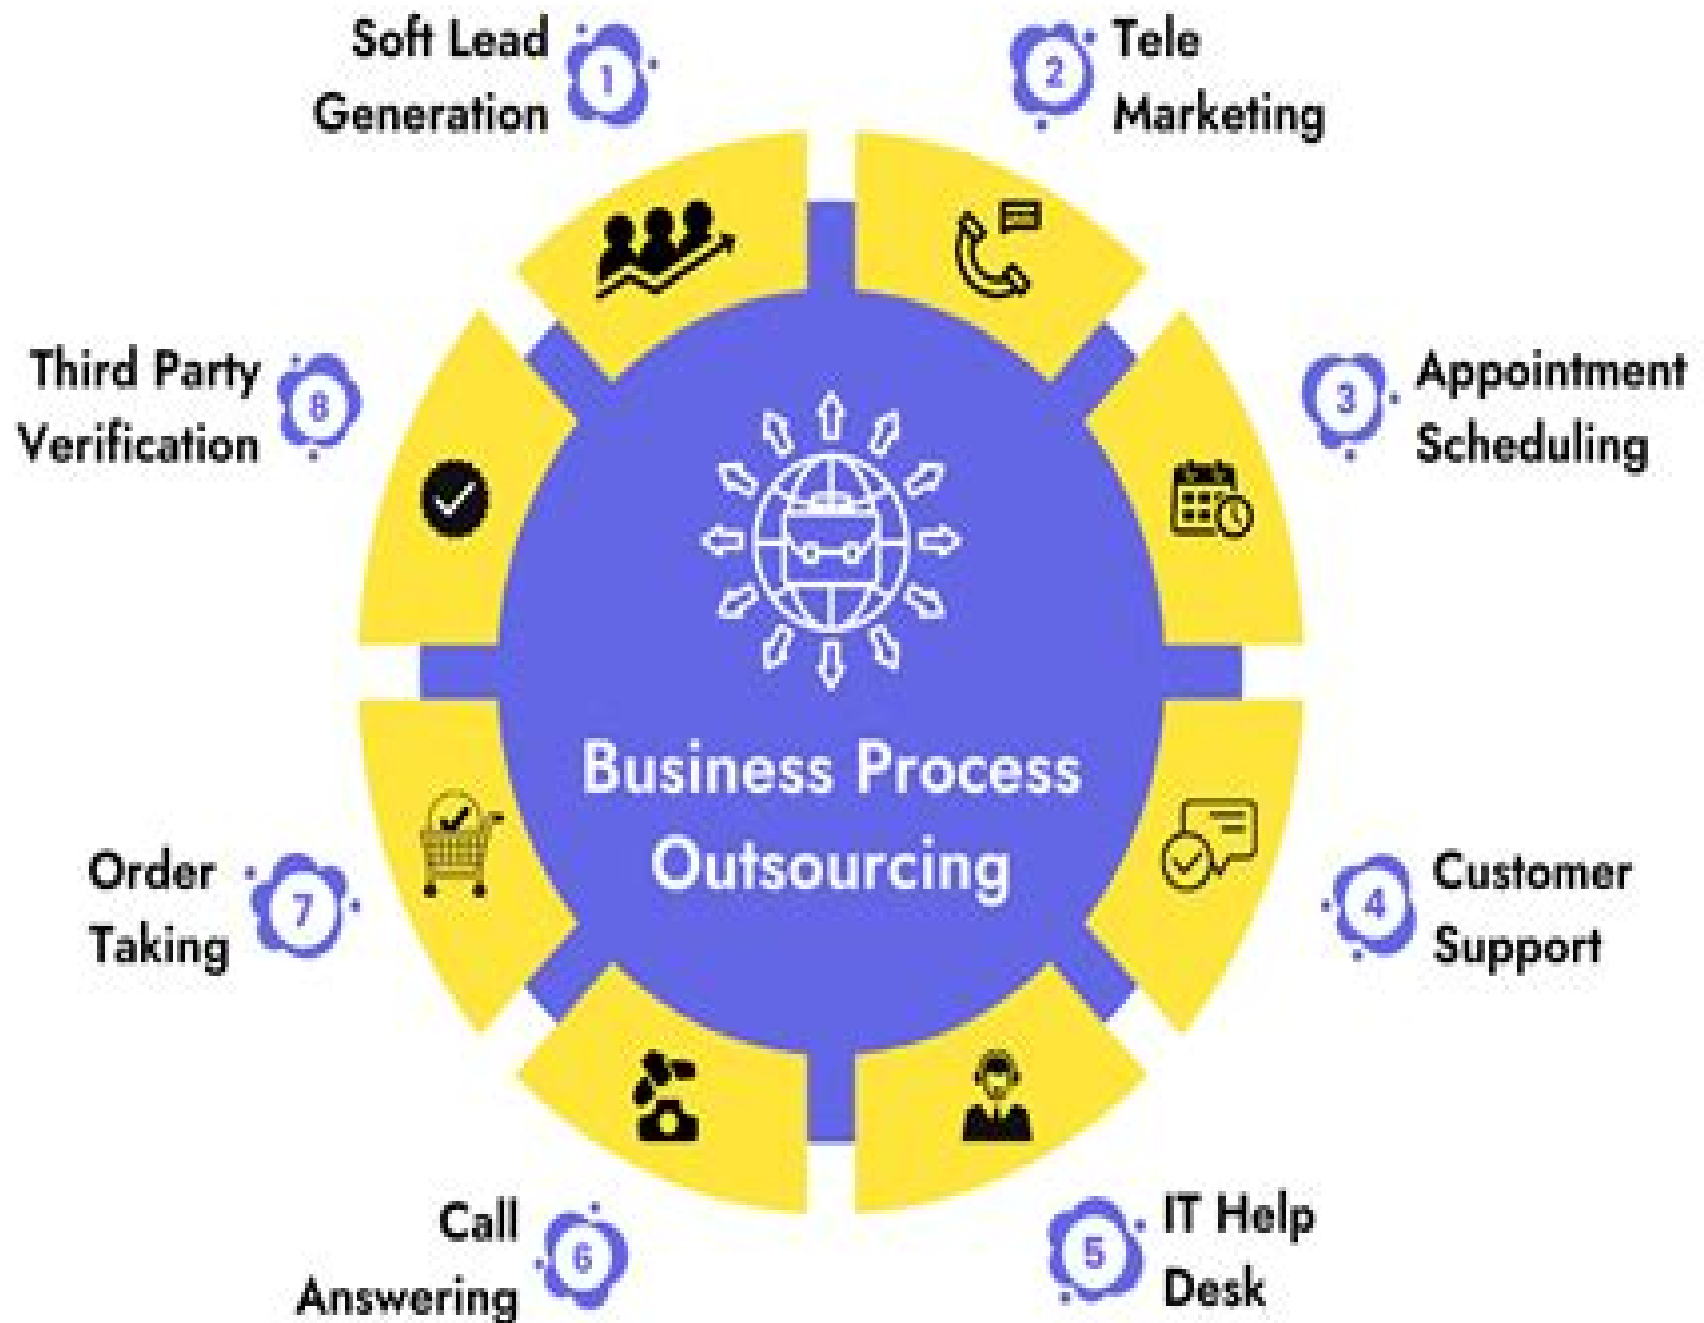 Soft Lead
Generation
1
2
Tele
Marketing
3
Appointment
Scheduling
4
Customer
Support
5
IT Help
Desk
6
Call
Answering
7
Order
Taking
8
Third Party
Verification
Business Process
Outsourcing